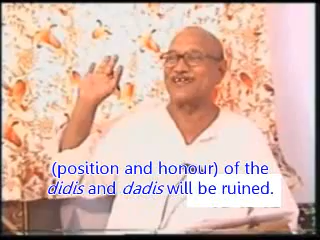 (position and honour) of the
didis and dadis will be ruined.